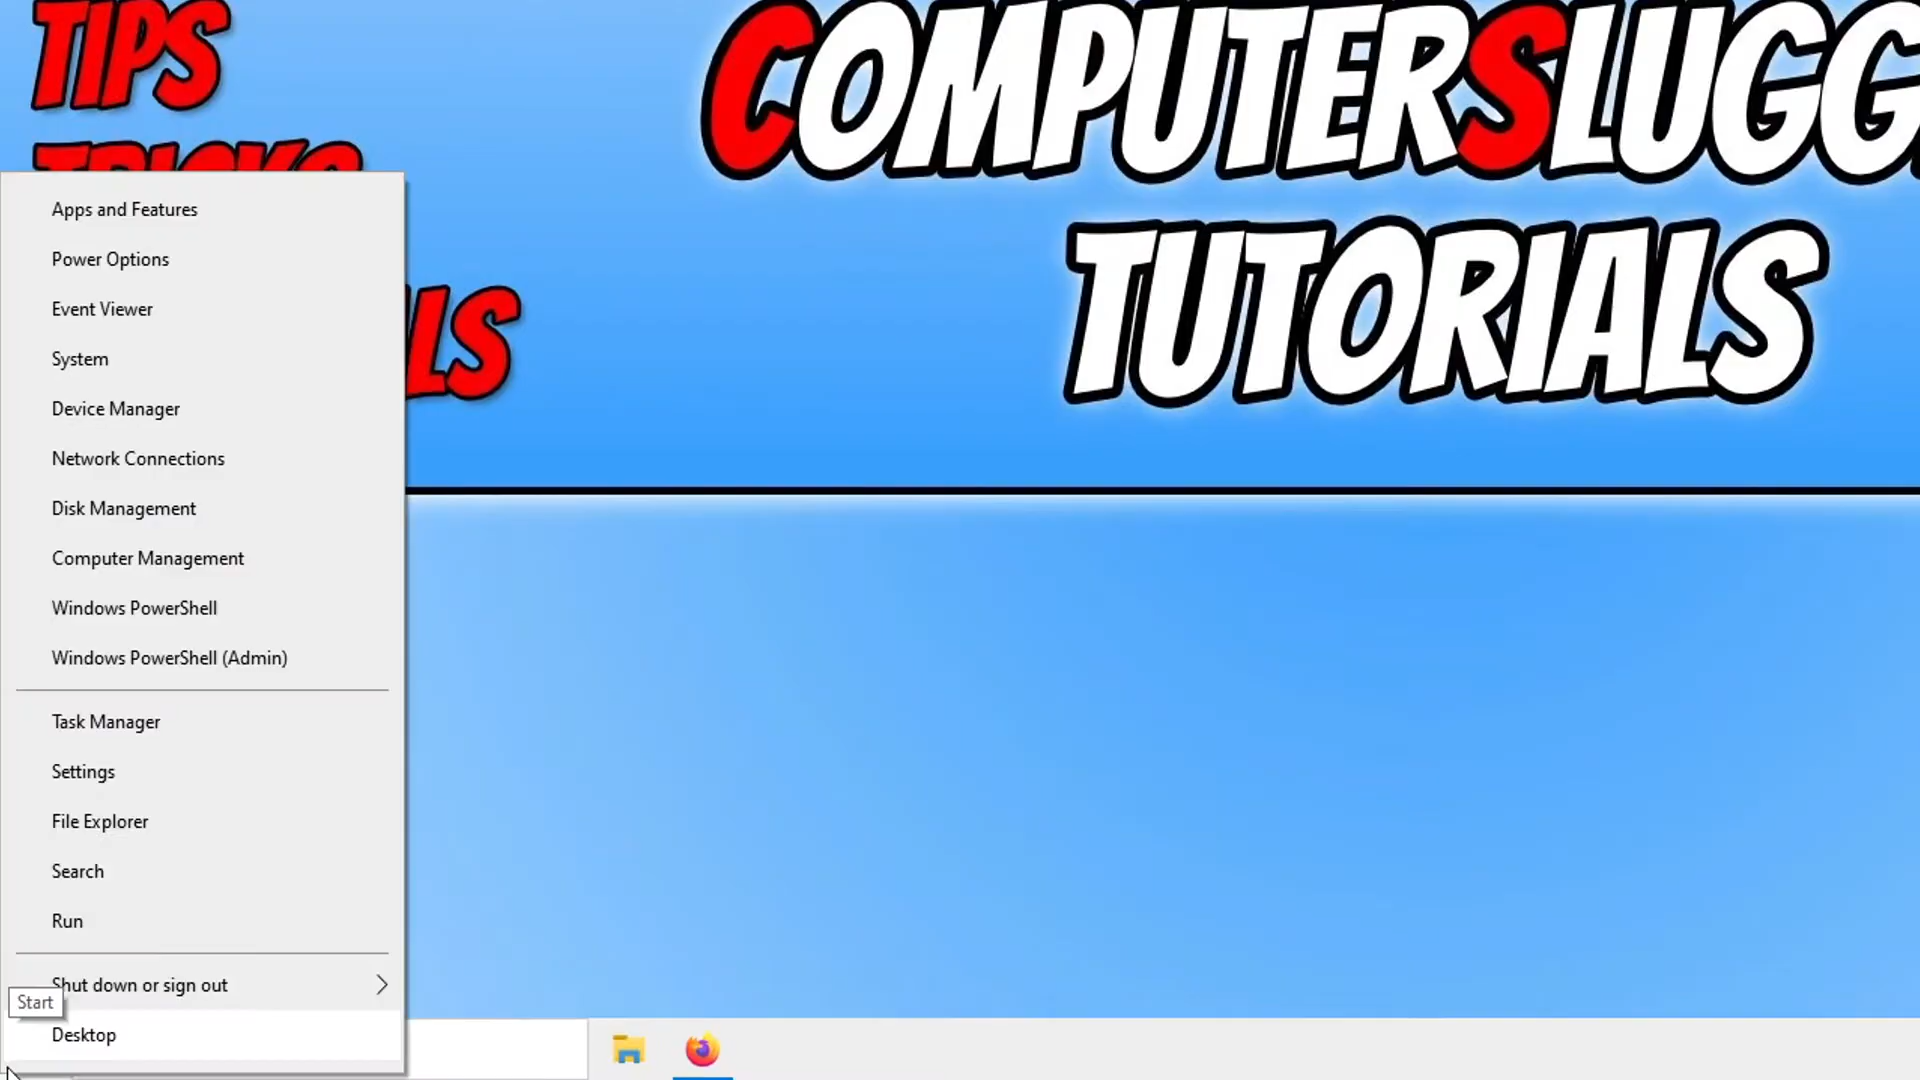 TIPS
COMPUTERSLUGG
TUTORIALS
Apps and Features
Power Options
Event Viewer
System
Device Manager
Network Connections
Disk Management
Computer Management
Windows PowerShell
Windows PowerShell (Admin)
Task Manager
Settings
File Explorer
Search
Run
Shut down or sign out
Start
Desktop